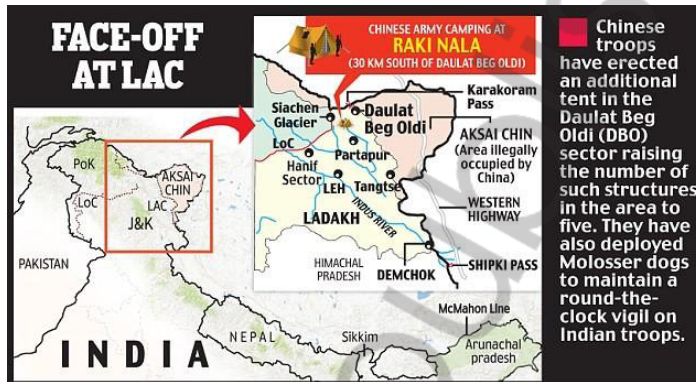 FACE-OFF
AT LAC
CHINESE ARMY CAMPING AT
RAKI NALA
(30 KM SOUTH OF DAULAT BEG OLDI)
Siachen
Glacier
Daulat
Beg Oldi
Karakoram
Pass
LoC
AKSAI CHIN
(Area illegally
occupied by
China)
Partapur
Hanif
Sector
LEH
Tangtse
LADAKH
INDUS RIVER
WESTERN
HIGHWAY
HIMACHAL
PRADESH
DEMCHOK
SHIPKI PASS
PoK
AKSAI
CHIN
LoC
LAC
J&K
PAKISTAN
INDIA
NEPAL
Sikkim
McMahon Line
Arunachal
pradesh
Chinese
troops
have erected
an additional
tent in the
Daulat Beg
Oldi (DBO)
sector raising
the number of
such structures
in the area to
five. They have
also deployed
Molosser dogs
to maintain a
round-the-
clock vigil on
Indian troops.